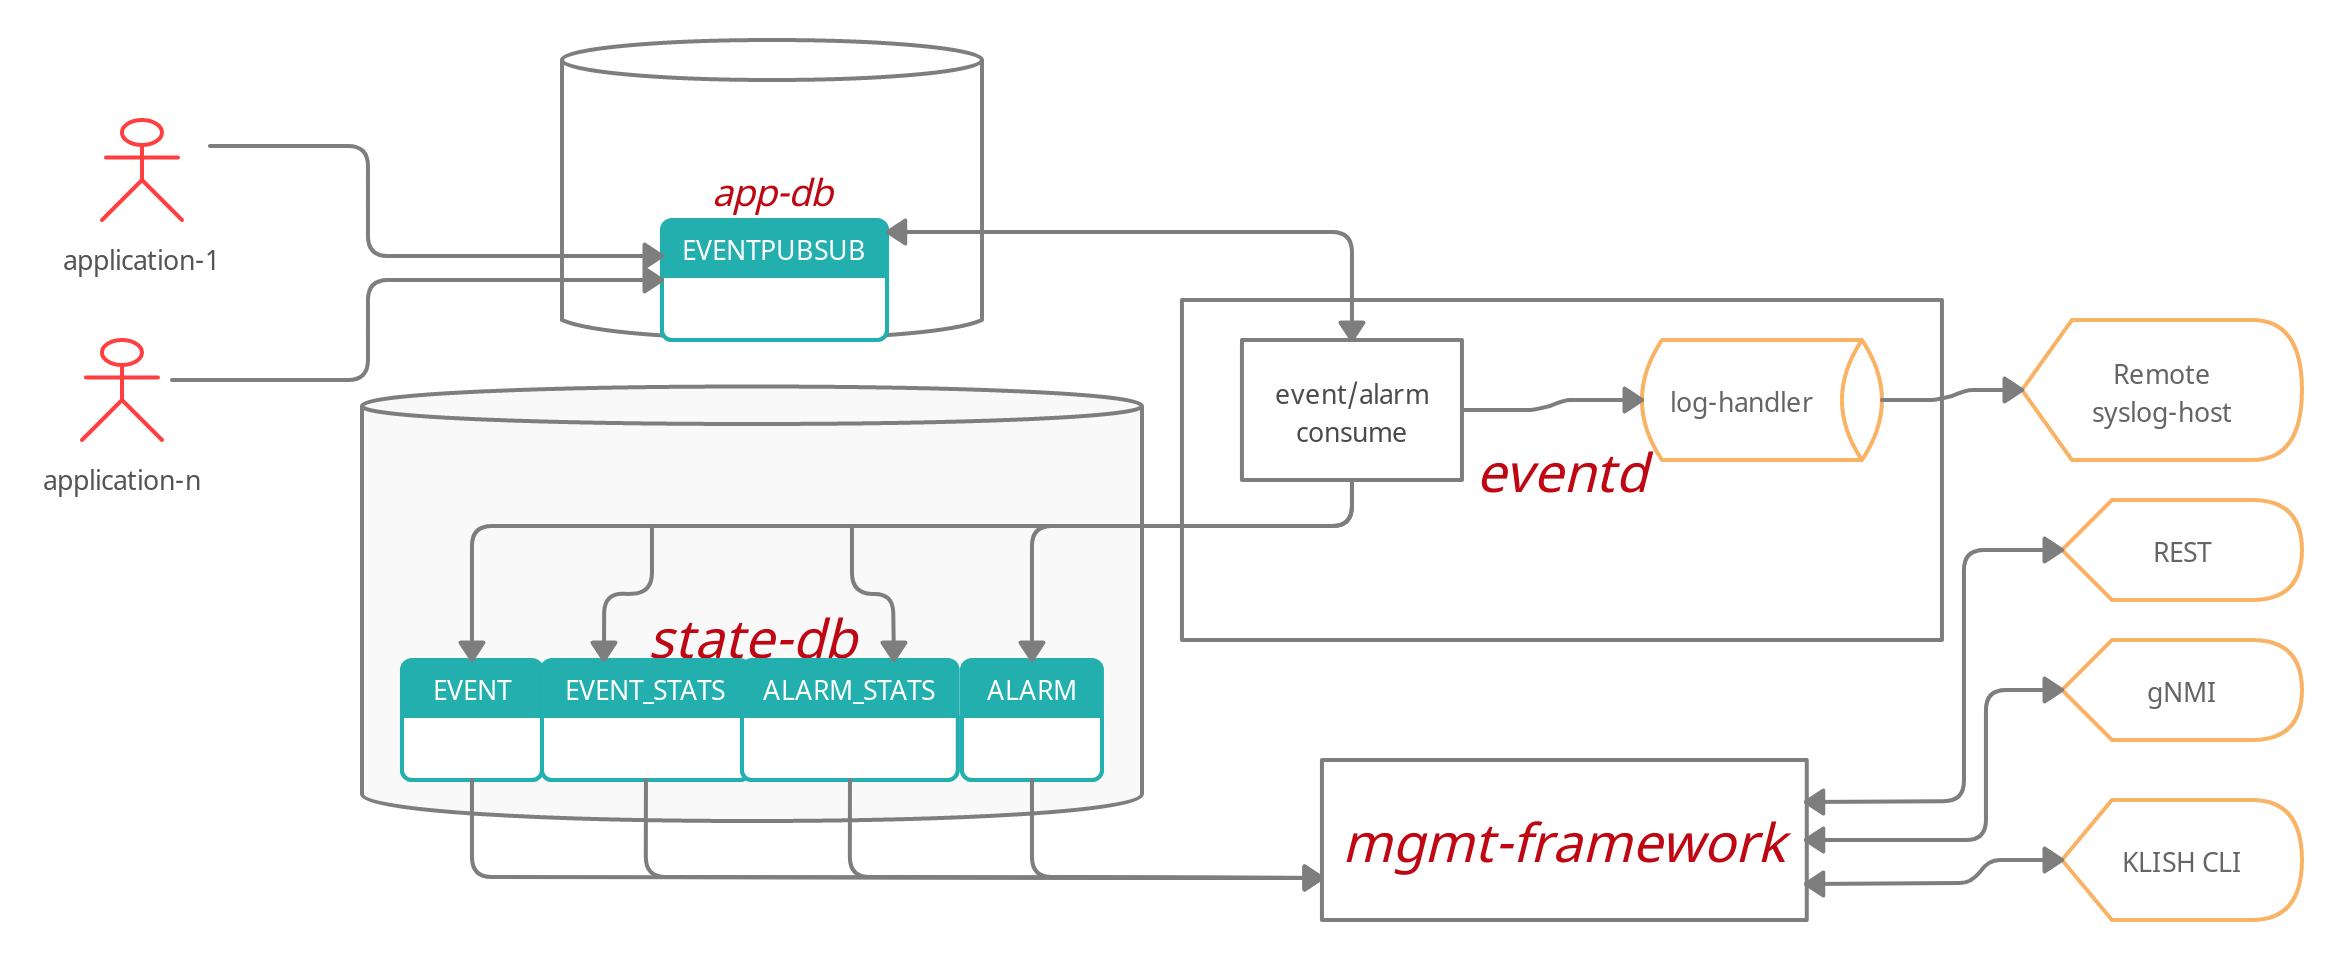 app-db
EVENTPUBSUB
application-1
application-n
event/alarm
consume
log-handler
eventd
Remote
syslog-host
REST
state-db
EVENT
EVENT_STATS
ALARM_STATS
ALARM
gNMI
mgmt-framework
KLISH CLI